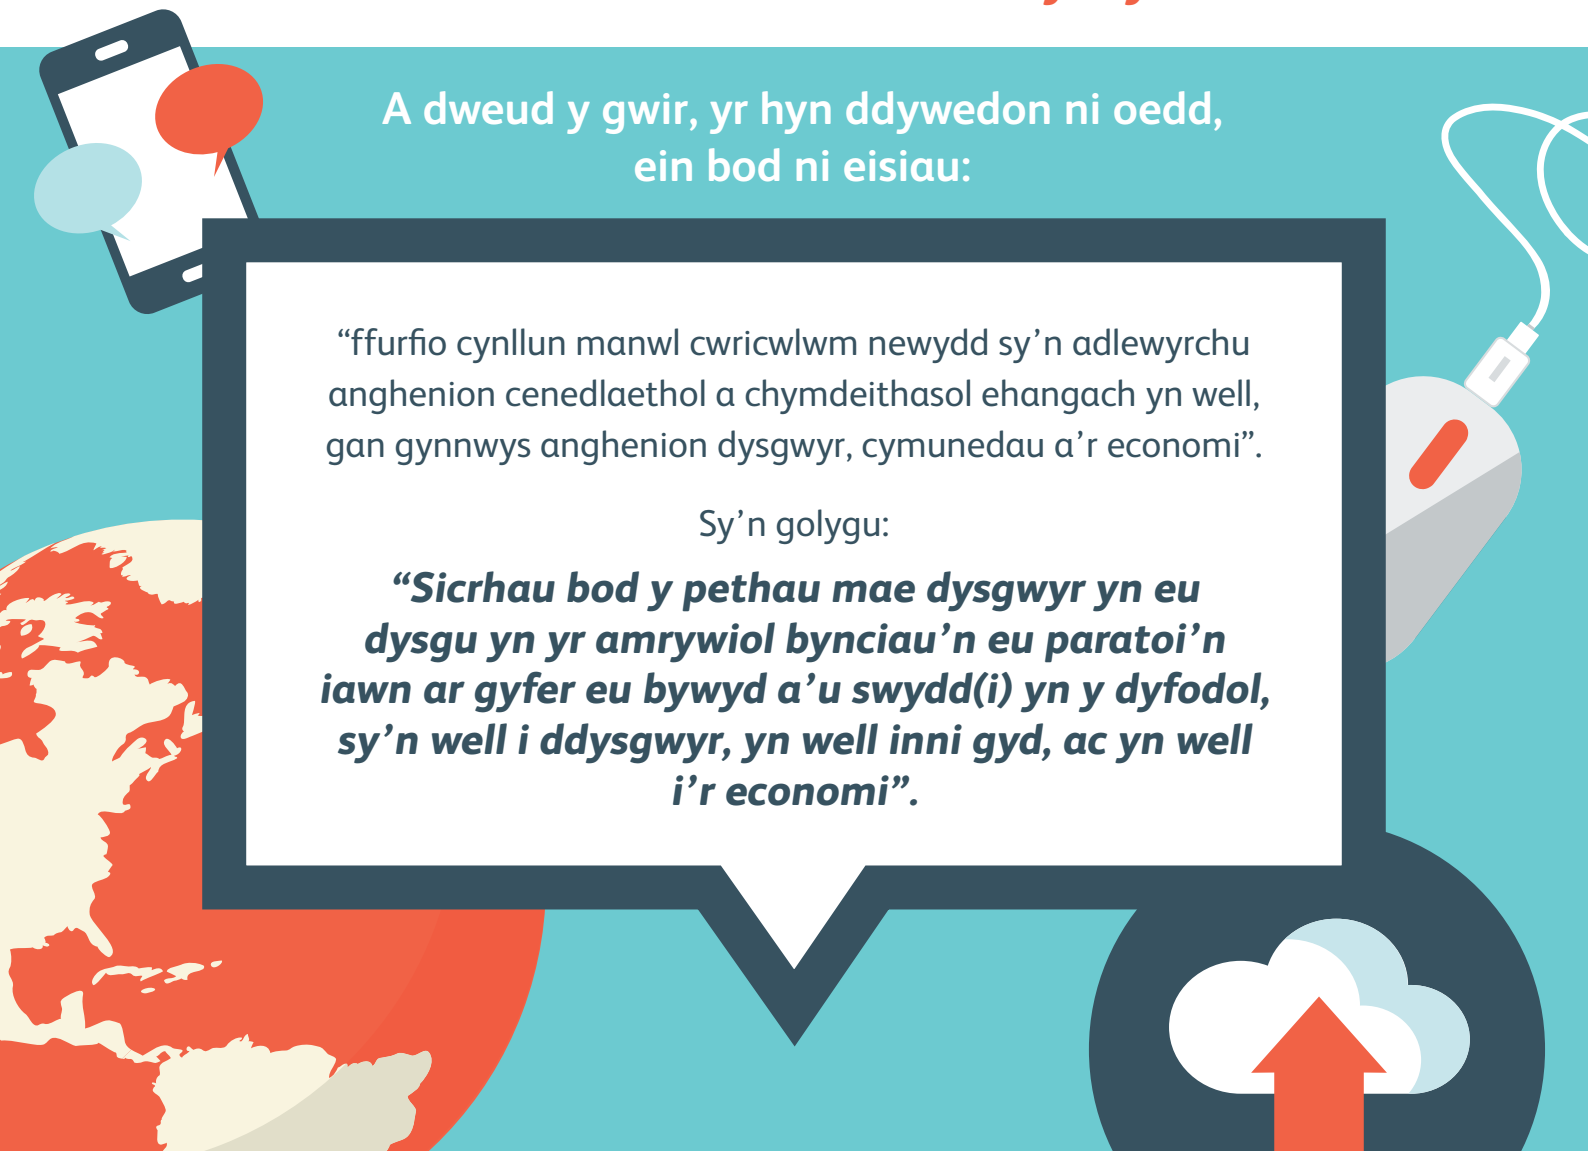 A dweud y gwir, yr hyn ddywedon ni oedd,
ein bod ni eisiau:
“ffurfio cynllun manwl cwricwlwm newydd sy’n adlewyrchu
anghenion cenedlaethol a chymdeithasol ehangach yn well,
gan gynnwys anghenion dysgwyr, cymunedau a’r economi”.
Sy’n golygu:
“Sicrhau bod y pethau mae dysgwyr yn eu
dysgu yn yr amrywiol bynciau’n eu paratoi’n
iawn ar gyfer eu bywyd a’u swydd(i) yn y dyfodol,
sy’n well i ddysgwyr, yn well inni gyd, ac yn well
i’r economi”.